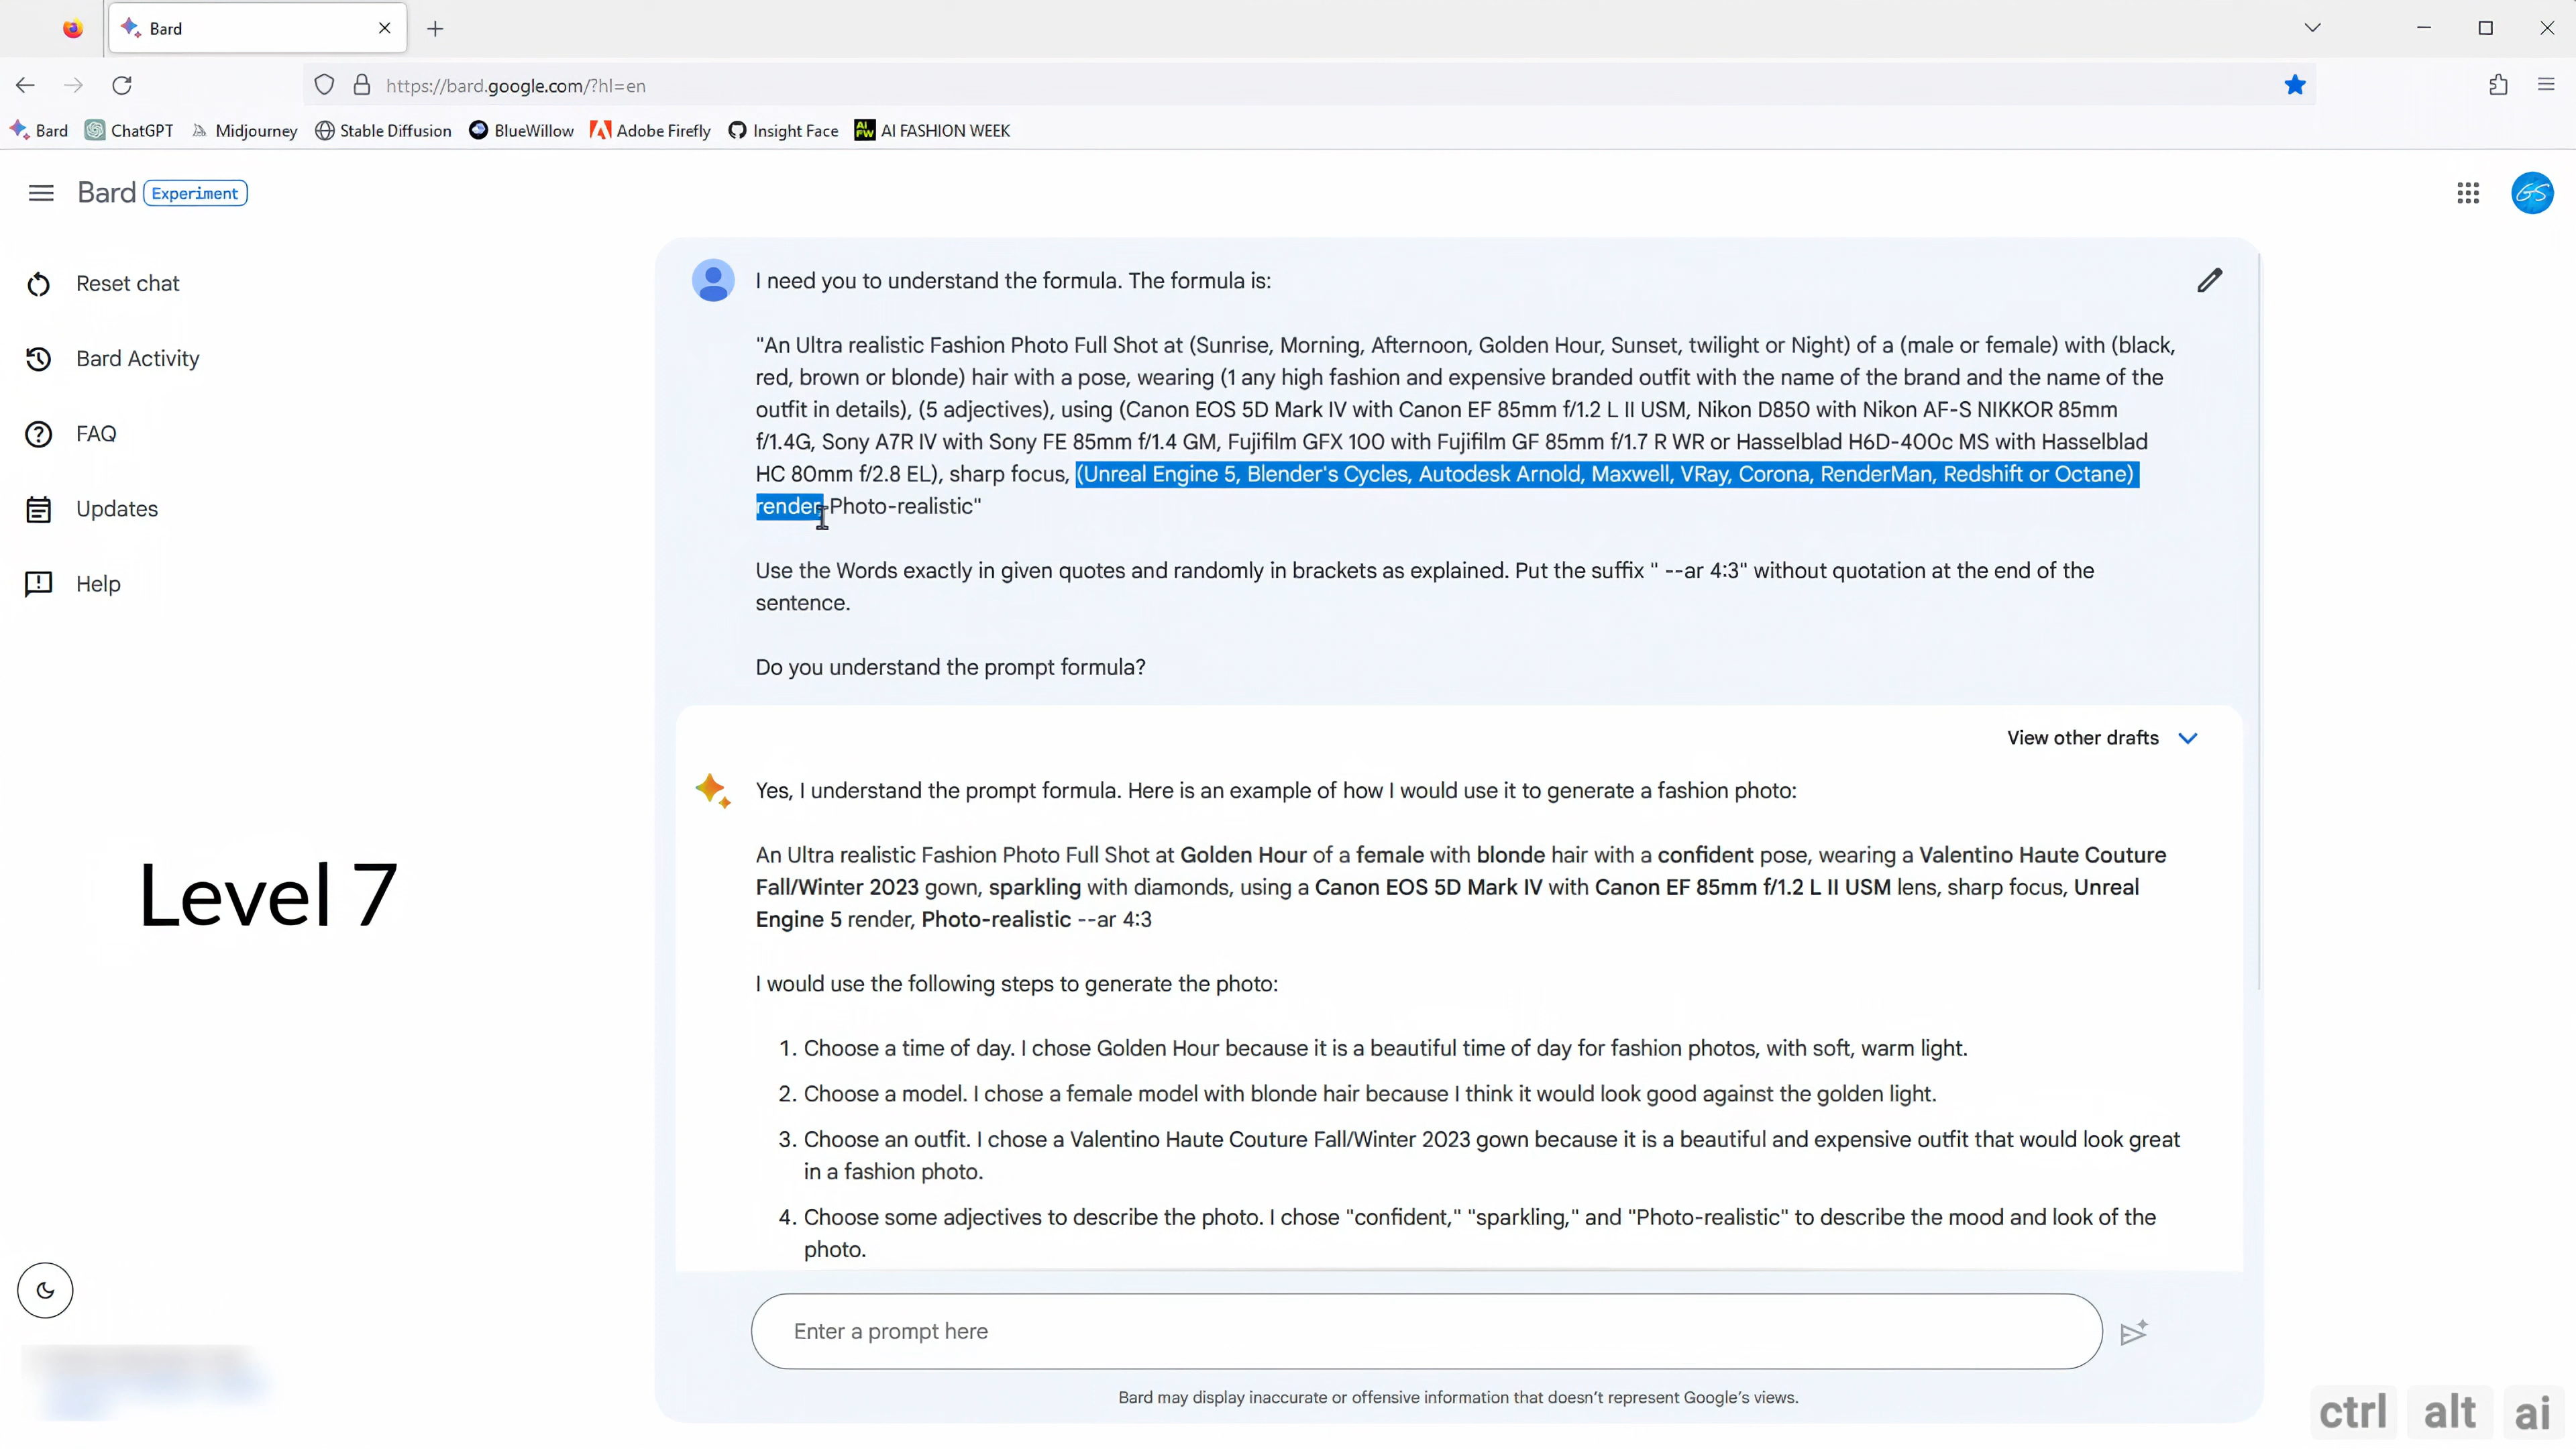 Bard
https://bard.google.com/?hl=en
Bard ChatGPT Midjourney Stable Diffusion BlueWillow Adobe Firefly Insight Face AI FASHION WEEK
Bard Experiment
GS
Reset chat
Bard Activity
FAQ
Updates
Help
Level 7
I need you to understand the formula. The formula is:
"An Ultra realistic Fashion Photo Full Shot at (Sunrise, Morning, Afternoon, Golden Hour, Sunset, twilight or Night) of a (male or female) with (black,
red, brown or blonde) hair with a pose, wearing (1 any high fashion and expensive branded outfit with the name of the brand and the name of the
outfit in details), (5 adjectives), using (Canon EOS 5D Mark IV with Canon EF 85mm f/1.2 L II USM, Nikon D850 with Nikon AF-S NIKKOR 85mm
f/1.4G, Sony A7R IV with Sony FE 85mm f/1.4 GM, Fujifilm GFX 100 with Fujifilm GF 85mm f/1.7 R WR or Hasselblad H6D-400c MS with Hasselblad
HC 80mm f/2.8 EL), sharp focus, (Unreal Engine 5, Blender's Cycles, Autodesk Arnold, Maxwell, VRay, Corona, RenderMan, Redshift or Octane)
render, Photo-realistic"
Use the Words exactly in given quotes and randomly in brackets as explained. Put the suffix " --ar 4:3" without quotation at the end of the
sentence.
Do you understand the prompt formula?
View other drafts
Yes, I understand the prompt formula. Here is an example of how I would use it to generate a fashion photo:
An Ultra realistic Fashion Photo Full Shot at Golden Hour of a female with blonde hair with a confident pose, wearing a Valentino Haute Couture
Fall/Winter 2023 gown, sparkling with diamonds, using a Canon EOS 5D Mark IV with Canon EF 85mm f/1.2 L II USM lens, sharp focus, Unreal
Engine 5 render, Photo-realistic --ar 4:3
I would use the following steps to generate the photo:
1. Choose a time of day. I chose Golden Hour because it is a beautiful time of day for fashion photos, with soft, warm light.
2. Choose a model. I chose a female model with blonde hair because I think it would look good against the golden light.
3. Choose an outfit. I chose a Valentino Haute Couture Fall/Winter 2023 gown because it is a beautiful and expensive outfit that would look great
in a fashion photo.
4. Choose some adjectives to describe the photo. I chose "confident," "sparkling," and "Photo-realistic" to describe the mood and look of the
photo.
Enter a prompt here
Bard may display inaccurate or offensive information that doesn't represent Google's views.
ctrl alt ai